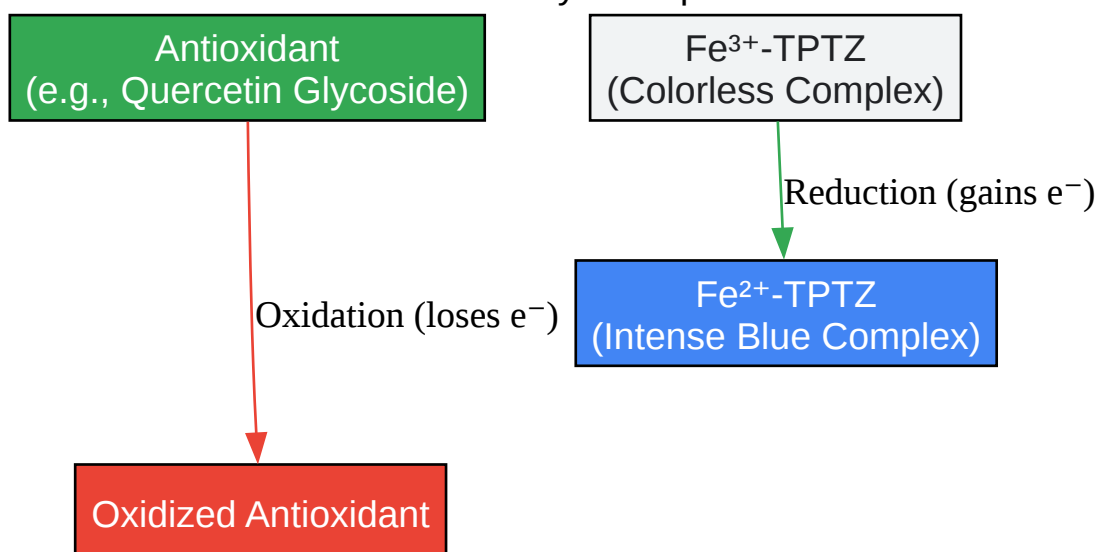 Antioxidant
(e.g., Quercetin Glycoside)
Fe³⁺-TPTZ
(Colorless Complex)
Reduction (gains e⁻)
Fe²⁺-TPTZ
(Intense Blue Complex)
Oxidation (loses e⁻)
Oxidized Antioxidant